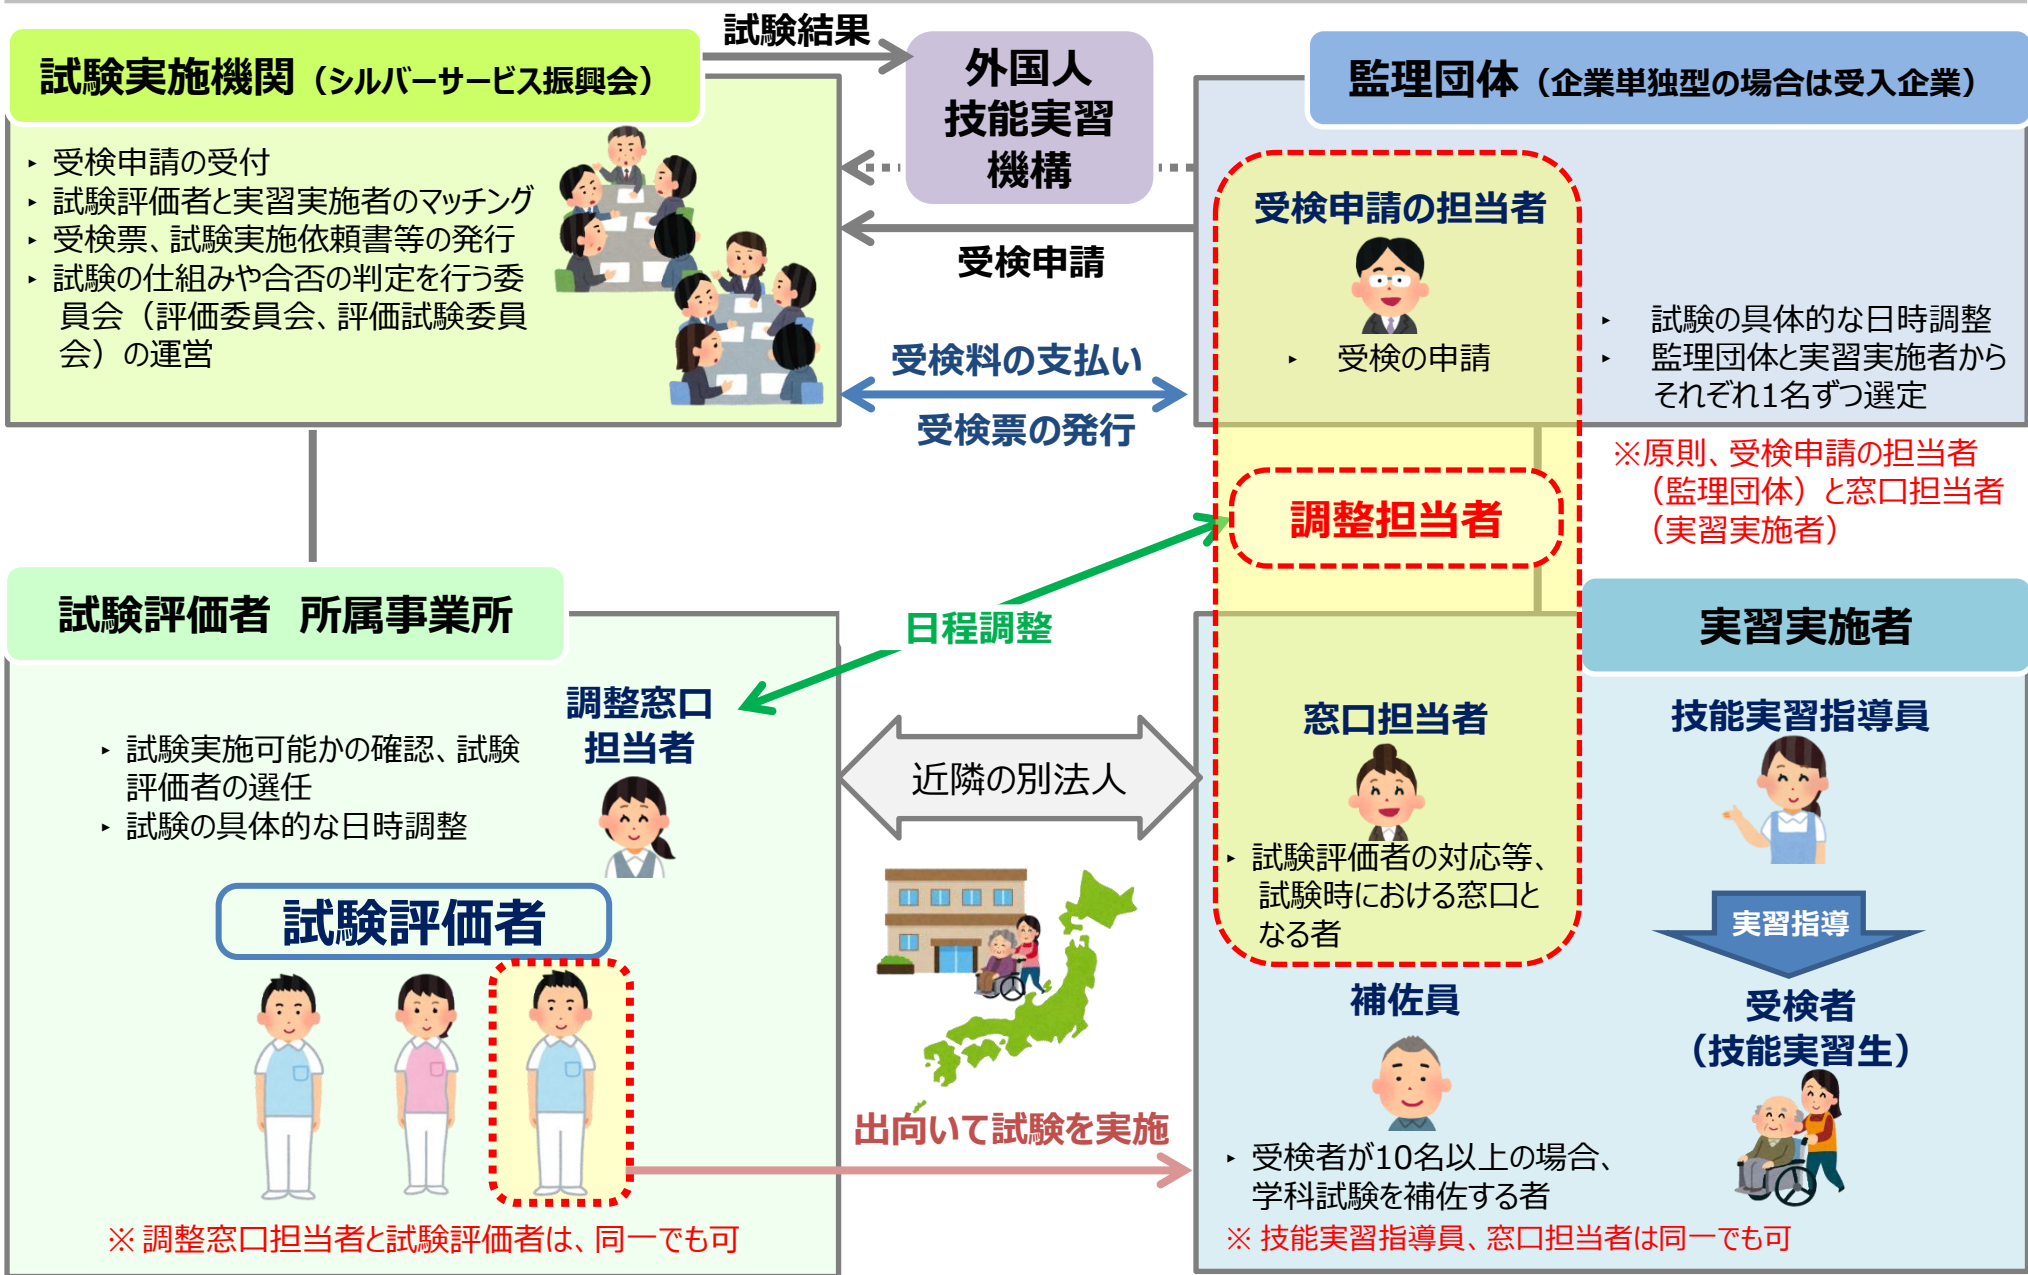 試験結果
試験実施機関（シルバーサービス振興会）
‣ 受検申請の受付
‣ 試験評価者と実習実施者のマッチング
‣ 受検票、試験実施依頼書等の発行
‣ 試験の仕組みや合否の判定を行う委
員会（評価委員会、評価試験委員
会）の運営
外国人
技能実習
機構
監理団体（企業単独型の場合は受入企業）
受検申請
受検申請の担当者
‣ 受検の申請
‣ 試験の具体的な日時調整
‣ 監理団体と実習実施者から
それぞれ1名ずつ選定
受検料の支払い
受検票の発行
※原則、受検申請の担当者
（監理団体）と窓口担当者
（実習実施者）
調整担当者
日程調整
試験評価者　所属事業所
調整窓口
担当者
‣ 試験実施可能かの確認、試験
評価者の選任
‣ 試験の具体的な日時調整
試験評価者
※ 調整窓口担当者と試験評価者は、同一でも可
近隣の別法人
出向いて試験を実施
実習実施者
窓口担当者
‣ 試験評価者の対応等、
試験時における窓口と
なる者
技能実習指導員
実習指導
補佐員
‣ 受検者が10名以上の場合、
学科試験を補佐する者
受検者
（技能実習生）
※ 技能実習指導員、窓口担当者は同一でも可